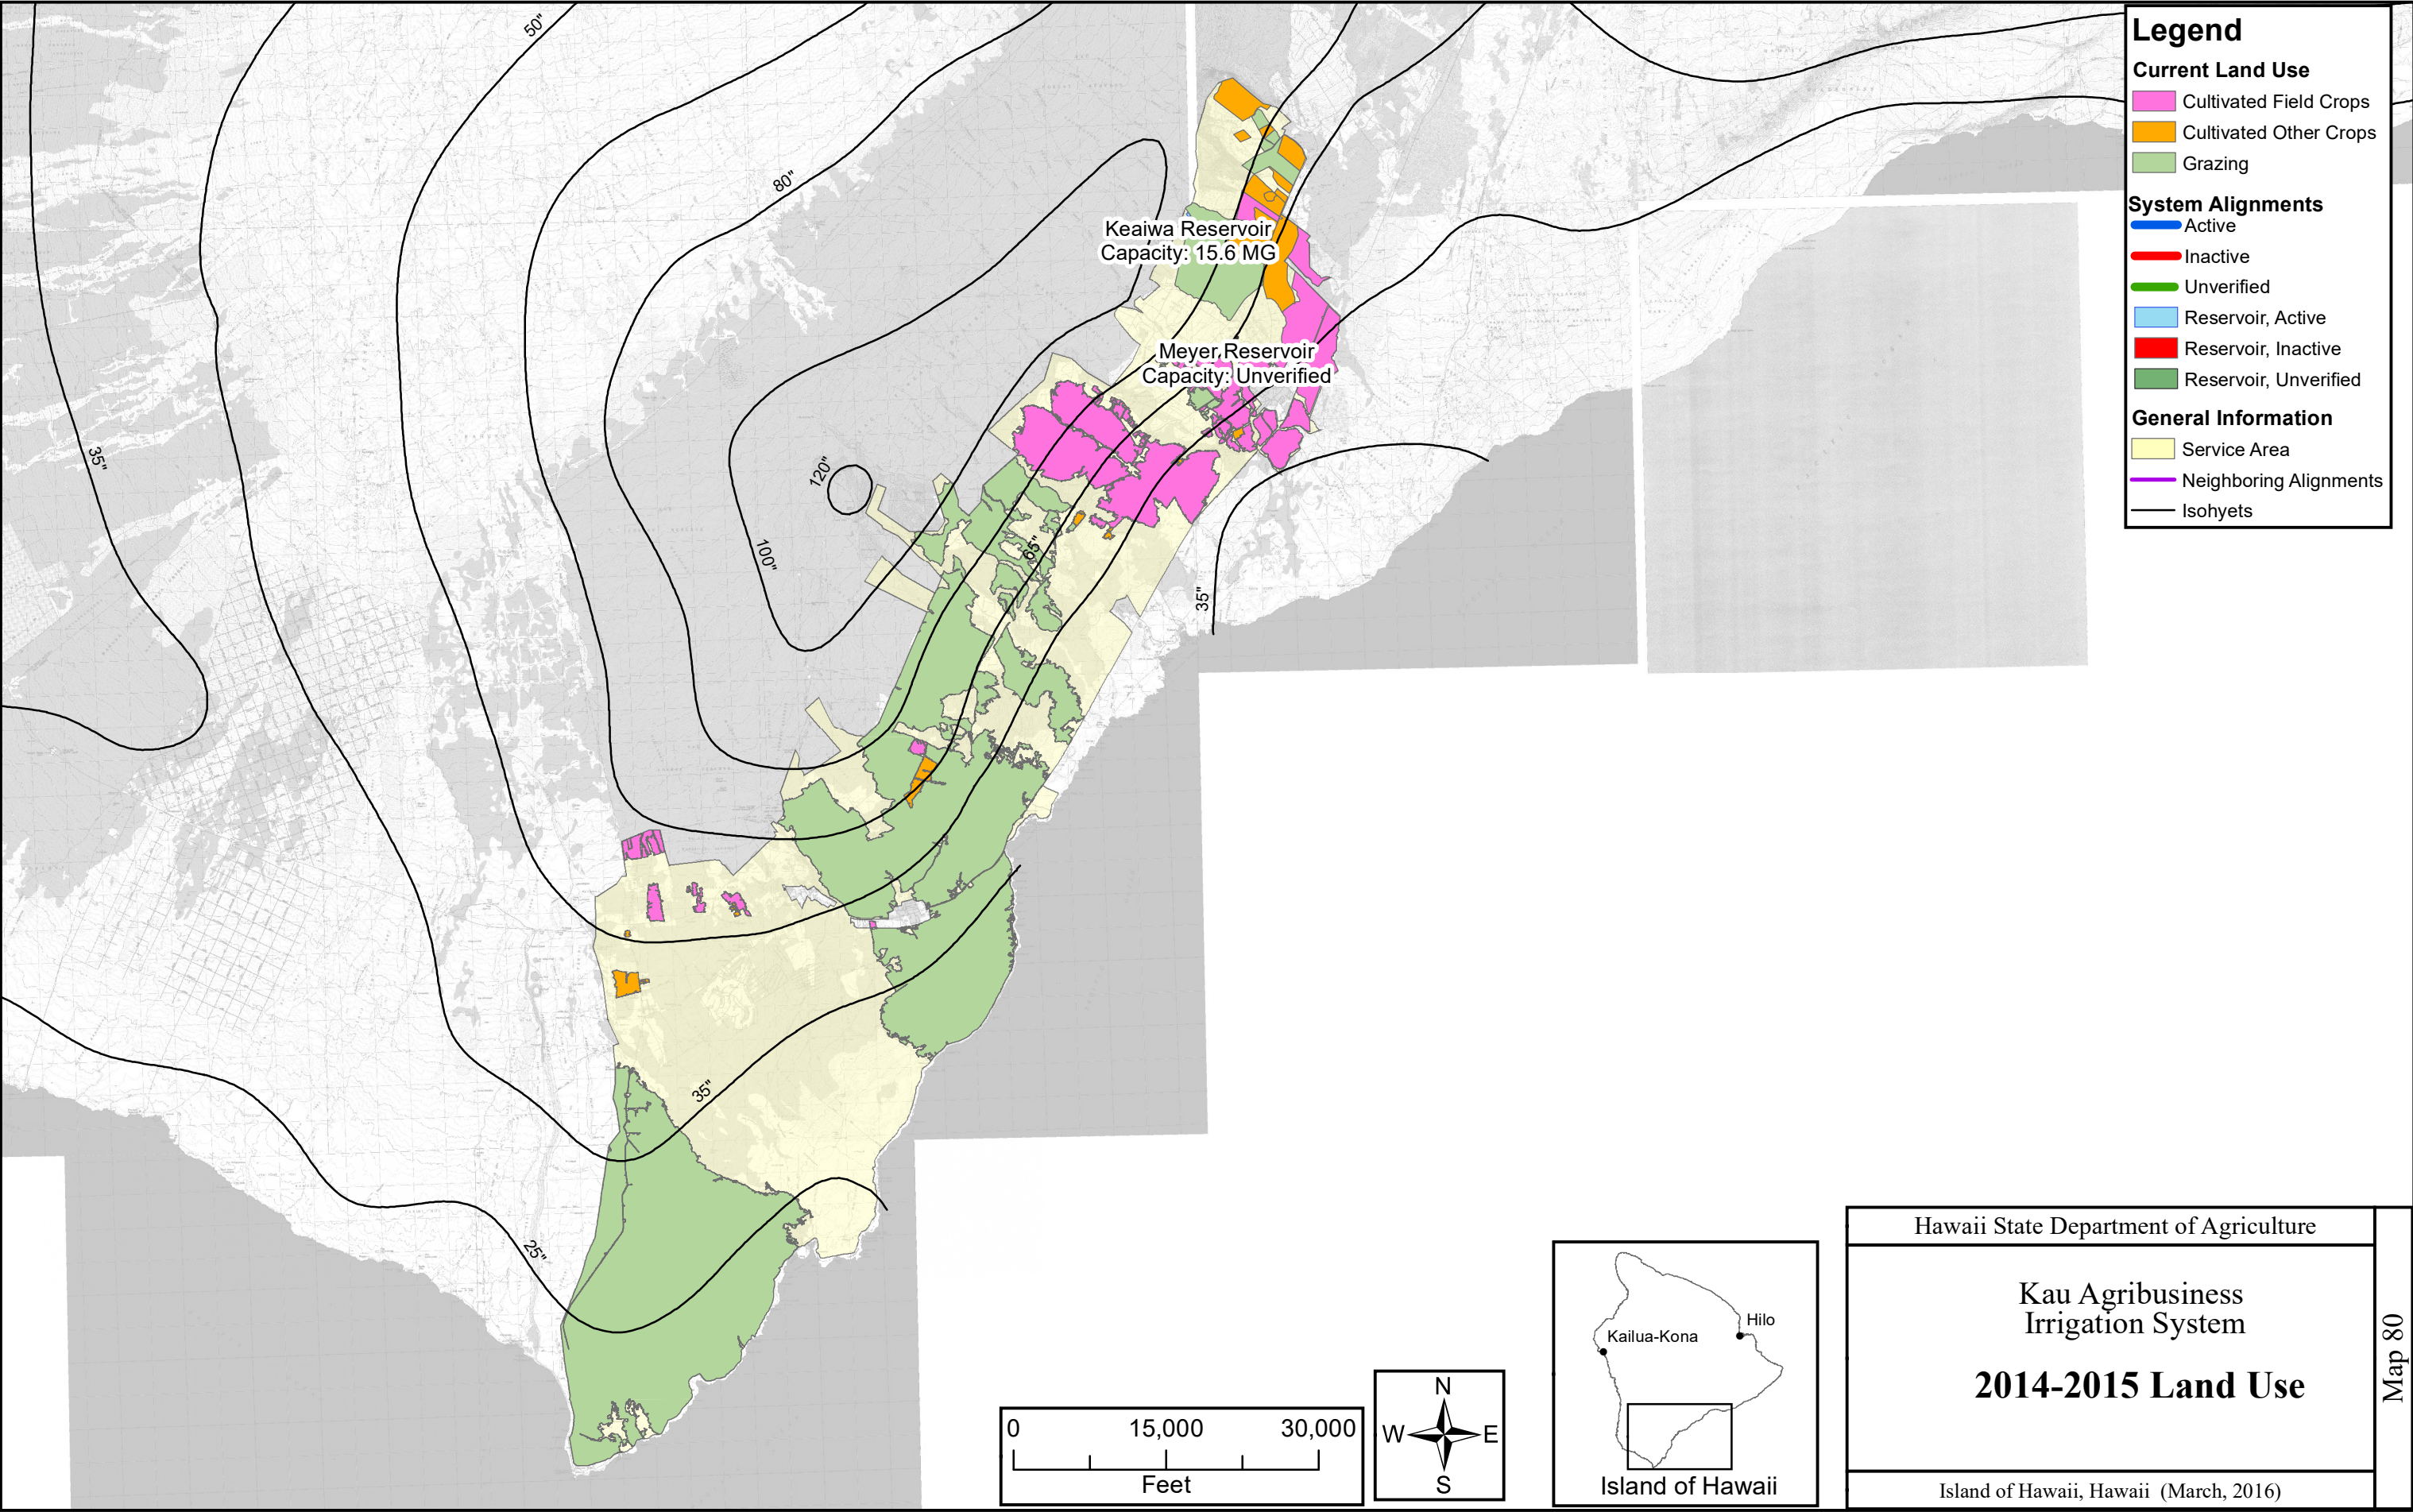 50"
80"
35"
120"
100"
65"
35"
35"
25"
Keaiwa Reservoir
Capacity: 15.6 MG
Meyer Reservoir
Capacity: Unverified
Legend
Current Land Use
Cultivated Field Crops
Cultivated Other Crops
Grazing
System Alignments
Active
Inactive
Unverified
Reservoir, Active
Reservoir, Inactive
Reservoir, Unverified
General Information
Service Area
Neighboring Alignments
Isohyets
0 15,000 30,000
Feet
N
W E
S
Hilo
Kailua-Kona
Island of Hawaii
Hawaii State Department of Agriculture
Kau Agribusiness
Irrigation System
2014-2015 Land Use
Island of Hawaii, Hawaii (March, 2016)
Map 80